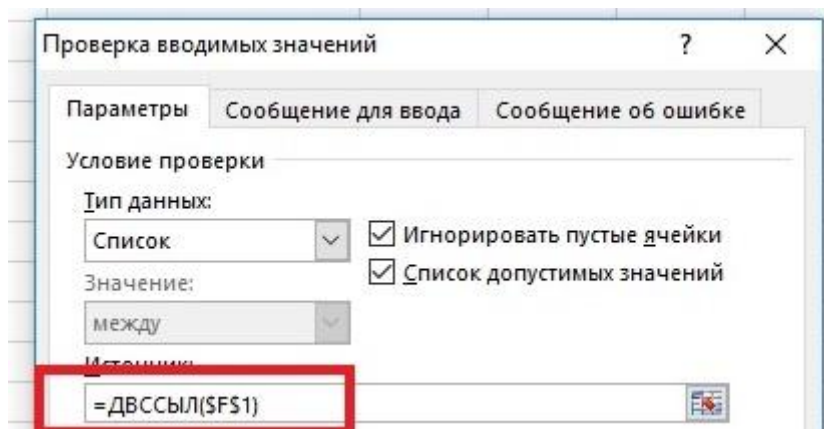 Проверка вводимых значений ? ×
Параметры Сообщение для ввода Сообщение об ошибке
Условие проверки
Тип данных:
Список
Игнорировать пустые ячейки
Список допустимых значений
Значение:
между
Источник:
=ДВССЫЛ($F$1)